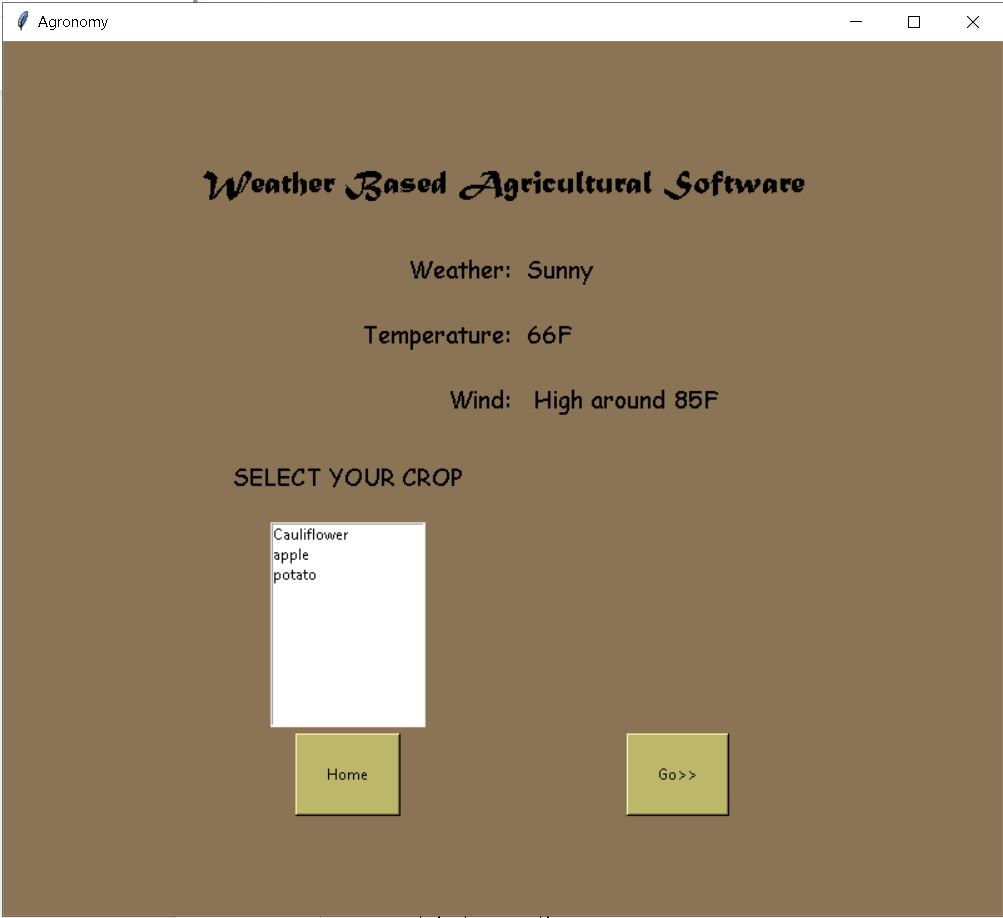 Agronomy
Weather Based Agricultural Software
Weather: Sunny
Temperature: 66F
Wind: High around 85F
SELECT YOUR CROP
Cauliflower
apple
potato
Home
Go>>